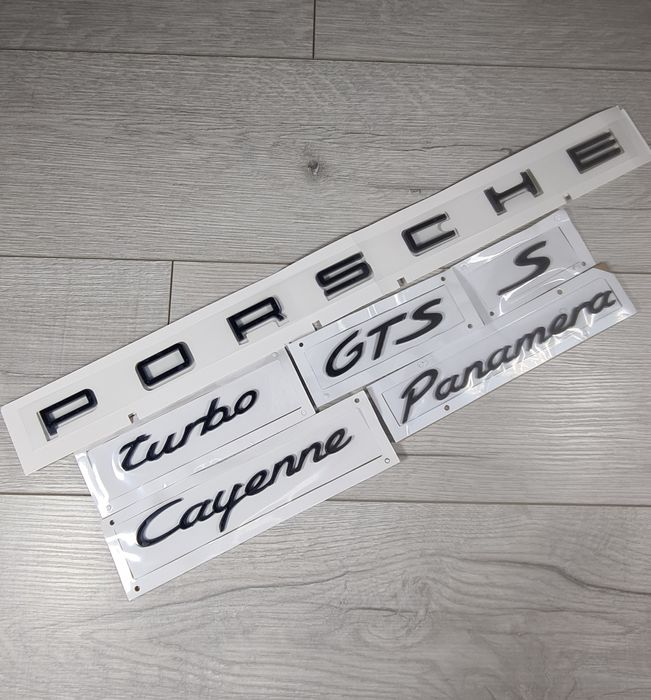 PORSCHE
S
GTS
Panamera
turbo
Cayenne